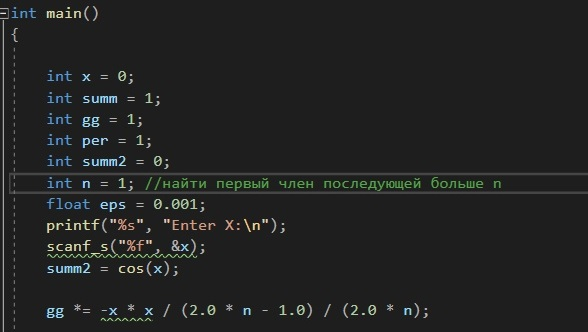 int main()
{
int x = 0;
int summ = 1;
int gg = 1;
int per = 1;
int summ2 = 0;
int n = 1; //найти первый член последующей больше n
float eps = 0.001;
printf("%s", "Enter X:\n");
scanf_s("%f", &x);
summ2 = cos(x);
gg *= -x * x / (2.0 * n - 1.0) / (2.0 * n);